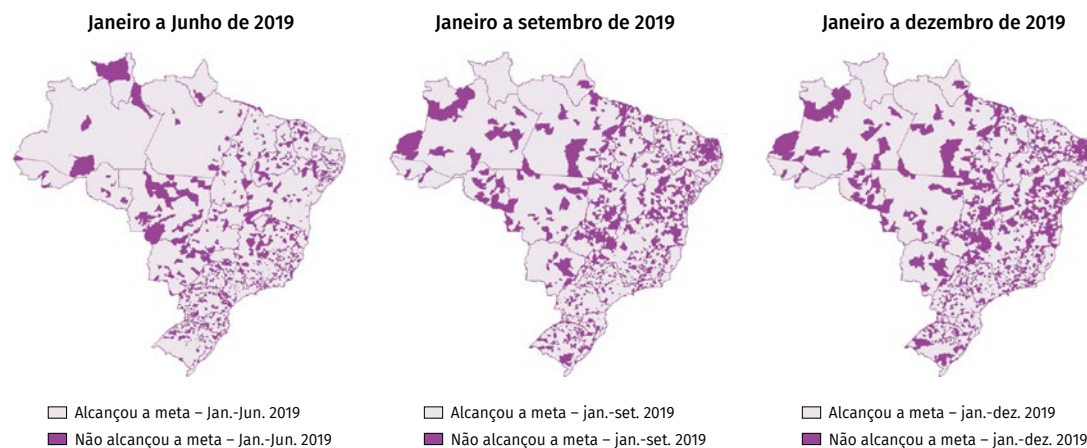 Janeiro a Junho de 2019
Janeiro a setembro de 2019
Janeiro a dezembro de 2019
Alcançou a meta – Jan.-Jun. 2019
Não alcançou a meta – Jan.-Jun. 2019
Alcançou a meta – jan.-set. 2019
Não alcançou a meta – jan.-set. 2019
Alcançou a meta – jan.-dez. 2019
Não alcançou a meta – jan.-dez. 2019